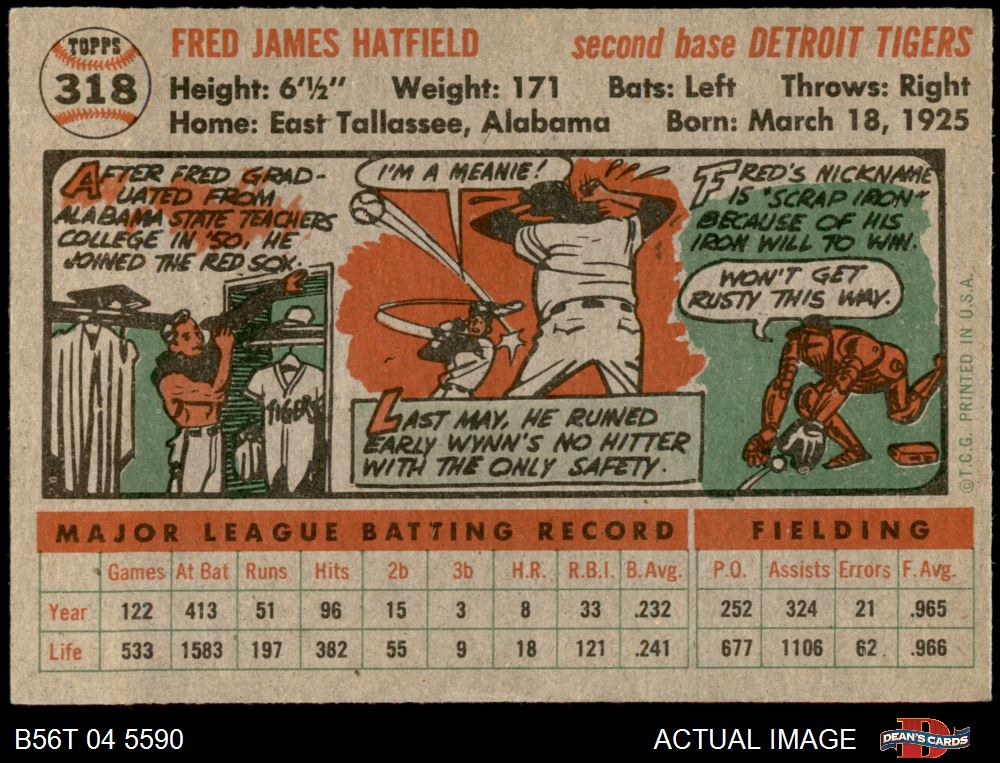 TOPPS
318
FRED JAMES HATFIELD
second base DETROIT TIGERS
Height: 6'½" Weight: 171 Bats: Left Throws: Right
Home: East Tallassee, Alabama Born: March 18, 1925
AFTER FRED GRAD-
UATED FROM
ALABAMA STATE TEACHERS
COLLEGE IN '50, HE
JOINED THE RED SOX.
TIGERS
I'M A MEANIE!
LAST MAY, HE RUINED
EARLY WYNN'S NO HITTER
WITH THE ONLY SAFETY.
FRED'S NICKNAME
IS "SCRAP IRON"
BECAUSE OF HIS
IRON WILL TO WIN.
WON'T GET
RUSTY THIS WAY.
©T.C.G. PRINTED IN U.S.A.
MAJOR LEAGUE BATTING RECORD FIELDING
Games At Bat Runs Hits 2b 3b H.R. R.B.I. B.Avg. P.O. Assists Errors F. Avg.
Year 122 413 51 96 15 3 8 33 .232 252 324 21 .965
Life 533 1583 197 382 55 9 18 121 .241 677 1106 62 .966
B56T 04 5590
ACTUAL IMAGE
D
DEAN'S CARDS